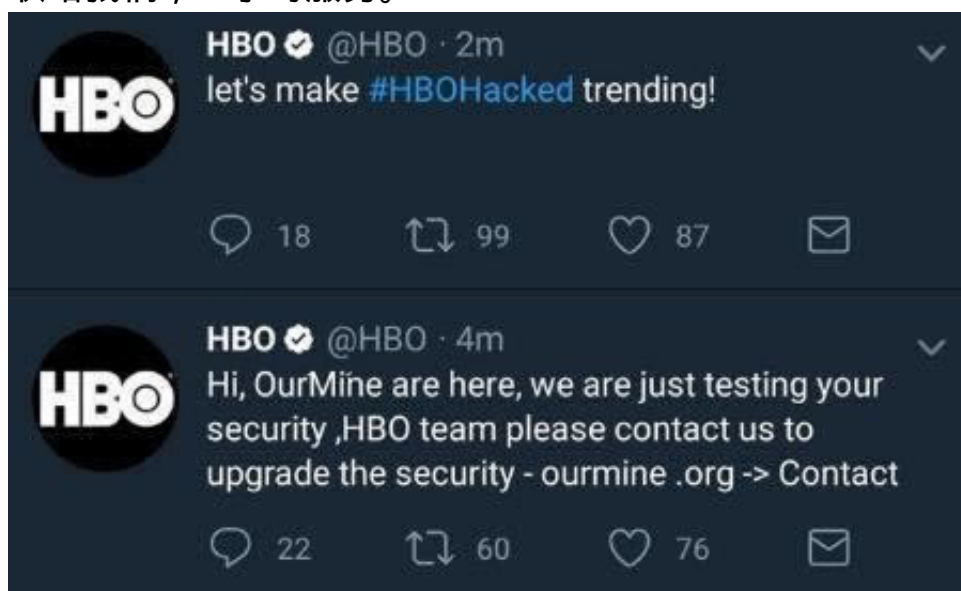 HBO
HBO @HBO · 2m
let's make #HBOHacked trending!
18 99 87
HBO
HBO @HBO · 4m
Hi, OurMine are here, we are just testing your
security ,HBO team please contact us to
upgrade the security - ourmine .org -> Contact
22 60 76